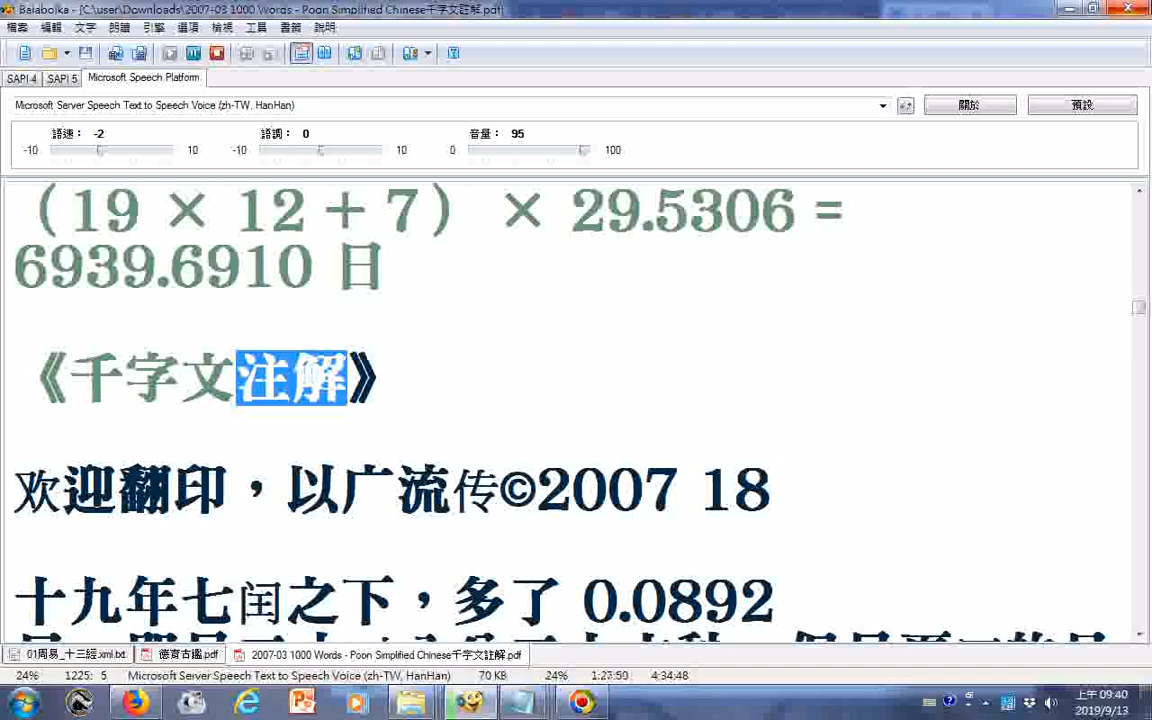 Balabolka - [C:\user\Downloads\2007-03 1000 Words - Poon Simplified Chinese千字文註解.pdf]
檔案 編輯 文字 朗讀 引擎 選項 檢視 工具 書籤 說明
SAPI 4 SAPI 5 Microsoft Speech Platform
Microsoft Server Speech Text to Speech Voice (zh-TW, HanHan) 關於 預設
語速： -2 語調： 0 音量： 95
-10 10 -10 10 0 100
（19 × 12 + 7） × 29.5306 =
6939.6910 日
《千字文注解》
欢迎翻印，以广流传©2007 18
十九年七闰之下，多了 0.0892
01周易_十三經.xml.txt 德育古鑑.pdf 2007-03 1000 Words - Poon Simplified Chinese千字文註解.pdf
24% 1225: 5 Microsoft Server Speech Text to Speech Voice (zh-TW, HanHan) 70 KB 24% 1:27:50 4:34:48
上午 09:40
2019/9/13